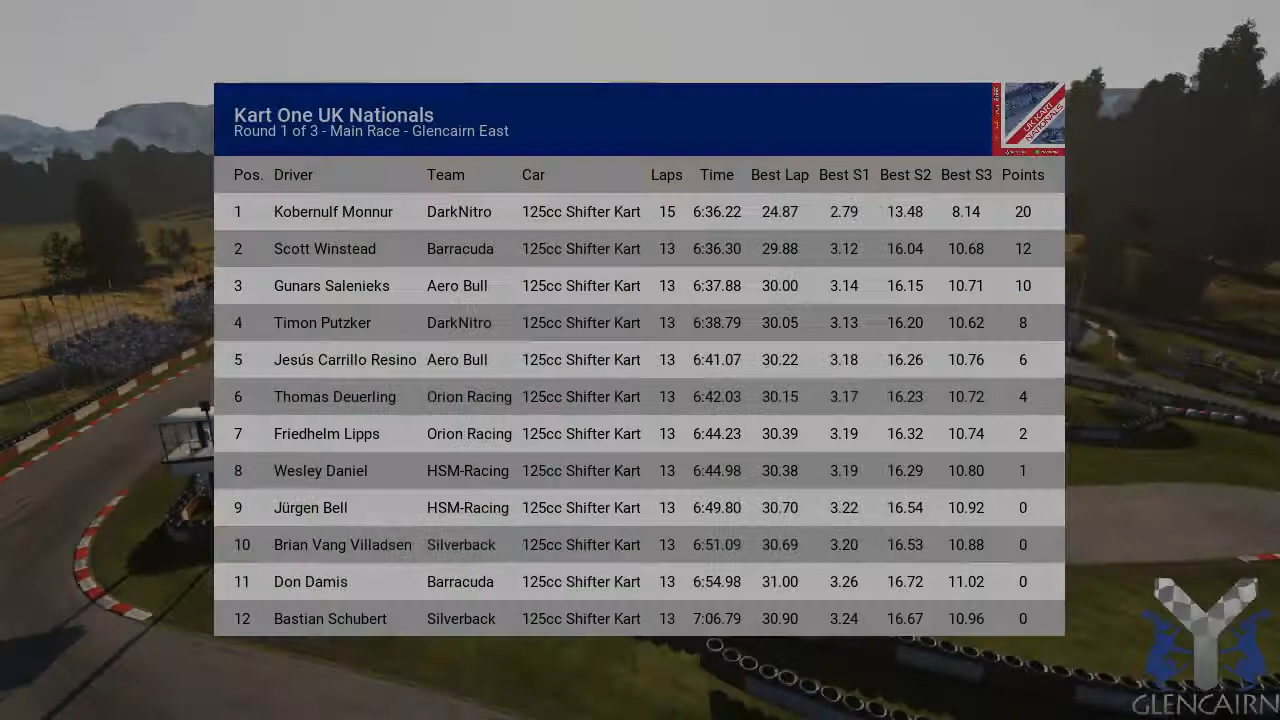 Kart One UK Nationals
Round 1 of 3 - Main Race - Glencairn East
UK KART
NATIONALS
Pos. Driver Team Car Laps Time Best Lap Best S1 Best S2 Best S3 Points
1 Kobernulf Monnur DarkNitro 125cc Shifter Kart 15 6:36.22 24.87 2.79 13.48 8.14 20
2 Scott Winstead Barracuda 125cc Shifter Kart 13 6:36.30 29.88 3.12 16.04 10.68 12
3 Gunars Salenieks Aero Bull 125cc Shifter Kart 13 6:37.88 30.00 3.14 16.15 10.71 10
4 Timon Putzker DarkNitro 125cc Shifter Kart 13 6:38.79 30.05 3.13 16.20 10.62 8
5 Jesús Carrillo Resino Aero Bull 125cc Shifter Kart 13 6:41.07 30.22 3.18 16.26 10.76 6
6 Thomas Deuerling Orion Racing 125cc Shifter Kart 13 6:42.03 30.15 3.17 16.23 10.72 4
7 Friedhelm Lipps Orion Racing 125cc Shifter Kart 13 6:44.23 30.39 3.19 16.32 10.74 2
8 Wesley Daniel HSM-Racing 125cc Shifter Kart 13 6:44.98 30.38 3.19 16.29 10.80 1
9 Jürgen Bell HSM-Racing 125cc Shifter Kart 13 6:49.80 30.70 3.22 16.54 10.92 0
10 Brian Vang Villadsen Silverback 125cc Shifter Kart 13 6:51.09 30.69 3.20 16.53 10.88 0
11 Don Damis Barracuda 125cc Shifter Kart 13 6:54.98 31.00 3.26 16.72 11.02 0
12 Bastian Schubert Silverback 125cc Shifter Kart 13 7:06.79 30.90 3.24 16.67 10.96 0
GLENCAIRN